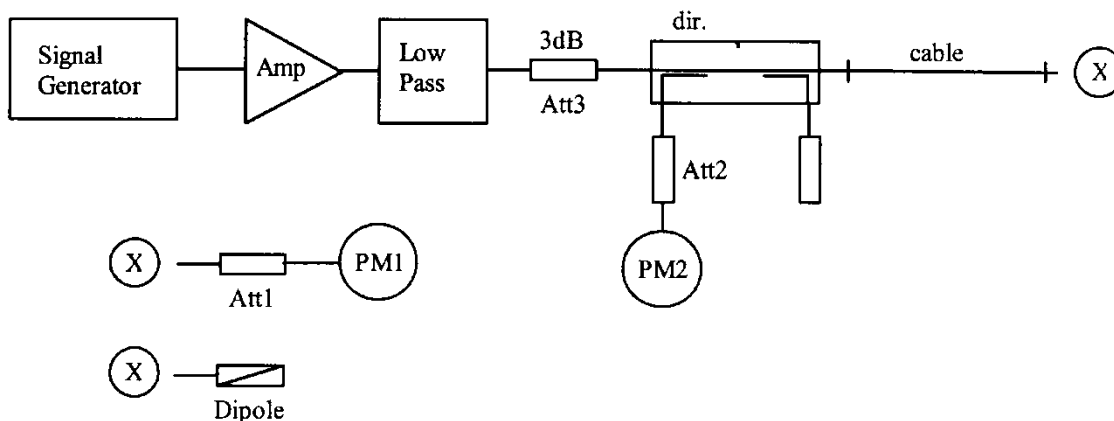 Signal
Generator
Amp
Low
Pass
3dB
Att3
dir.
cable
X
Att2
PM2
X
Att1
PM1
X
Dipole